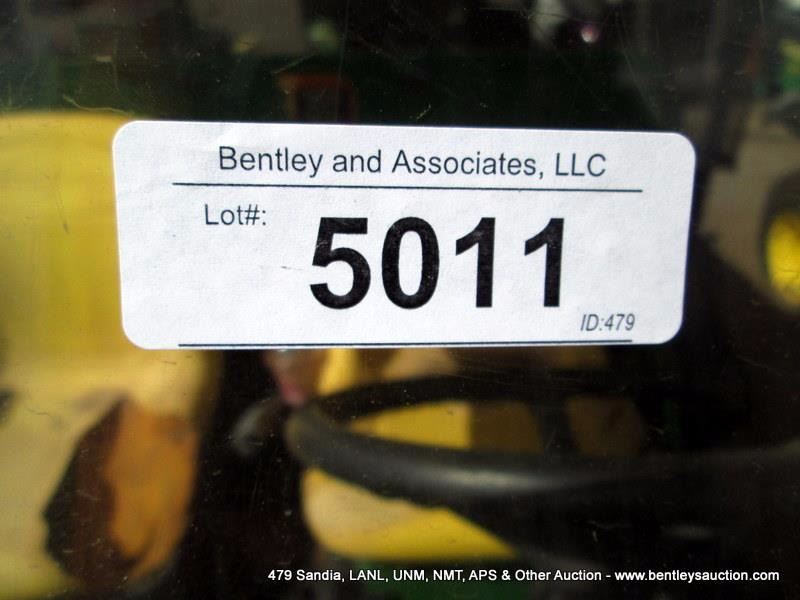 Bentley and Associates, LLC
Lot#:
5011
ID:479
479 Sandia, LANL, UNM, NMT, APS & Other Auction - www.bentleysauction.com